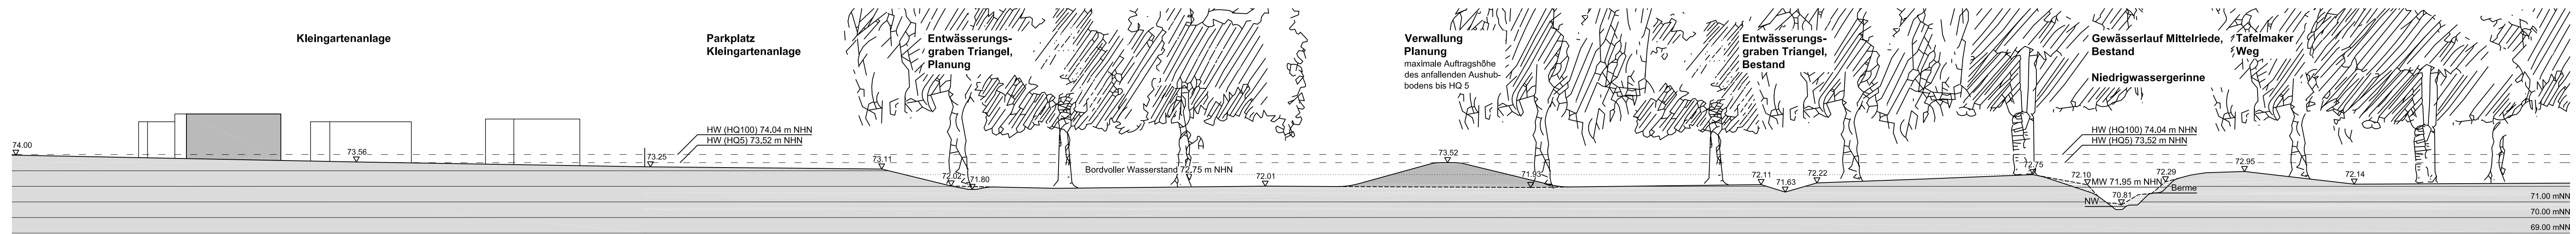 Kleingartenanlage
Parkplatz
Kleingartenanlage
Entwässerungs-
graben Triangel,
Planung
Verwallung
Planung
maximale Auftragshöhe
des anfallenden Aushub-
bodens bis HQ 5
Entwässerungs-
graben Triangel,
Bestand
Gewässerlauf Mittelriede,
Bestand
Niedrigwassergerinne
Tafelmaker
Weg
HW (HQ100) 74.04 m NHN
HW (HQ5) 73,52 m NHN
HW (HQ100) 74.04 m NHN
HW (HQ5) 73,52 m NHN
74.00
73.56
73.25
73.11
72.02
71.80
Bordvoller Wasserstand 72,75 m NHN
72.01
73.52
71.93
72.11
71.63
72.22
72.75
72.10
MW 71,95 m NHN
72.29
Berme
NW
70.81
72.95
72.14
71.00 mNN
70.00 mNN
69.00 mNN